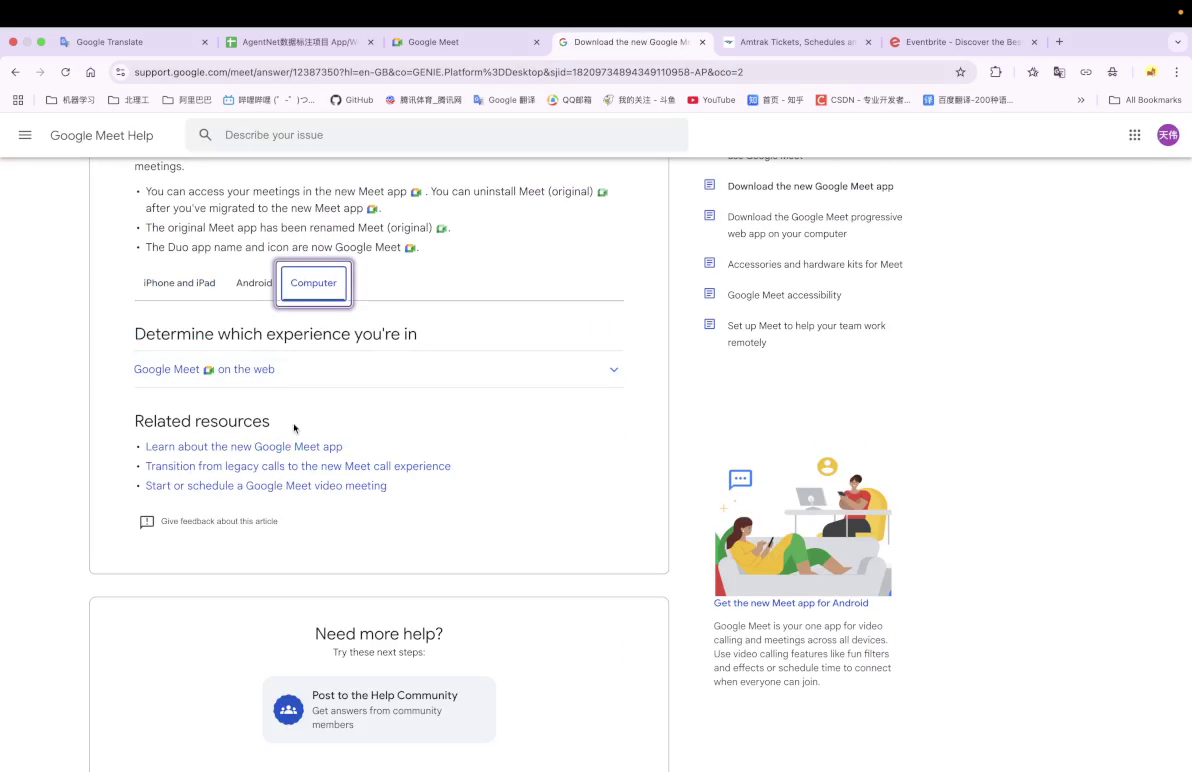 Google Translate
AgentNet数据标注项目 App/W
Google Meet
Download the new Google M
Amtrak Tickets, Schedules an
Eventbrite - Discover the Bes
support.google.com/meet/answer/12387350?hl=en-GB&co=GENIE.Platform%3DDesktop&sjid=18209734894349110958-AP&oco=2
机器学习
北理工
阿里巴巴
哔哩哔哩 (゜-゜)つ...
GitHub
腾讯体育_腾讯网
Google 翻译
QQ邮箱
我的关注 - 斗鱼
YouTube
首页 - 知乎
CSDN - 专业开发者...
百度翻译-200种语...
All Bookmarks
Google Meet Help
Describe your issue
天伟
meetings.
• You can access your meetings in the new Meet app . You can uninstall Meet (original)
after you've migrated to the new Meet app .
• The original Meet app has been renamed Meet (original) .
• The Duo app name and icon are now Google Meet .
iPhone and iPad
Android
Computer
Determine which experience you're in
Google Meet on the web
Related resources
• Learn about the new Google Meet app
• Transition from legacy calls to the new Meet call experience
• Start or schedule a Google Meet video meeting
Give feedback about this article
Need more help?
Try these next steps:
Post to the Help Community
Get answers from community
members
use Google Meet
Download the new Google Meet app
Download the Google Meet progressive
web app on your computer
Accessories and hardware kits for Meet
Google Meet accessibility
Set up Meet to help your team work
remotely
Get the new Meet app for Android
Google Meet is your one app for video
calling and meetings across all devices.
Use video calling features like fun filters
and effects or schedule time to connect
when everyone can join.